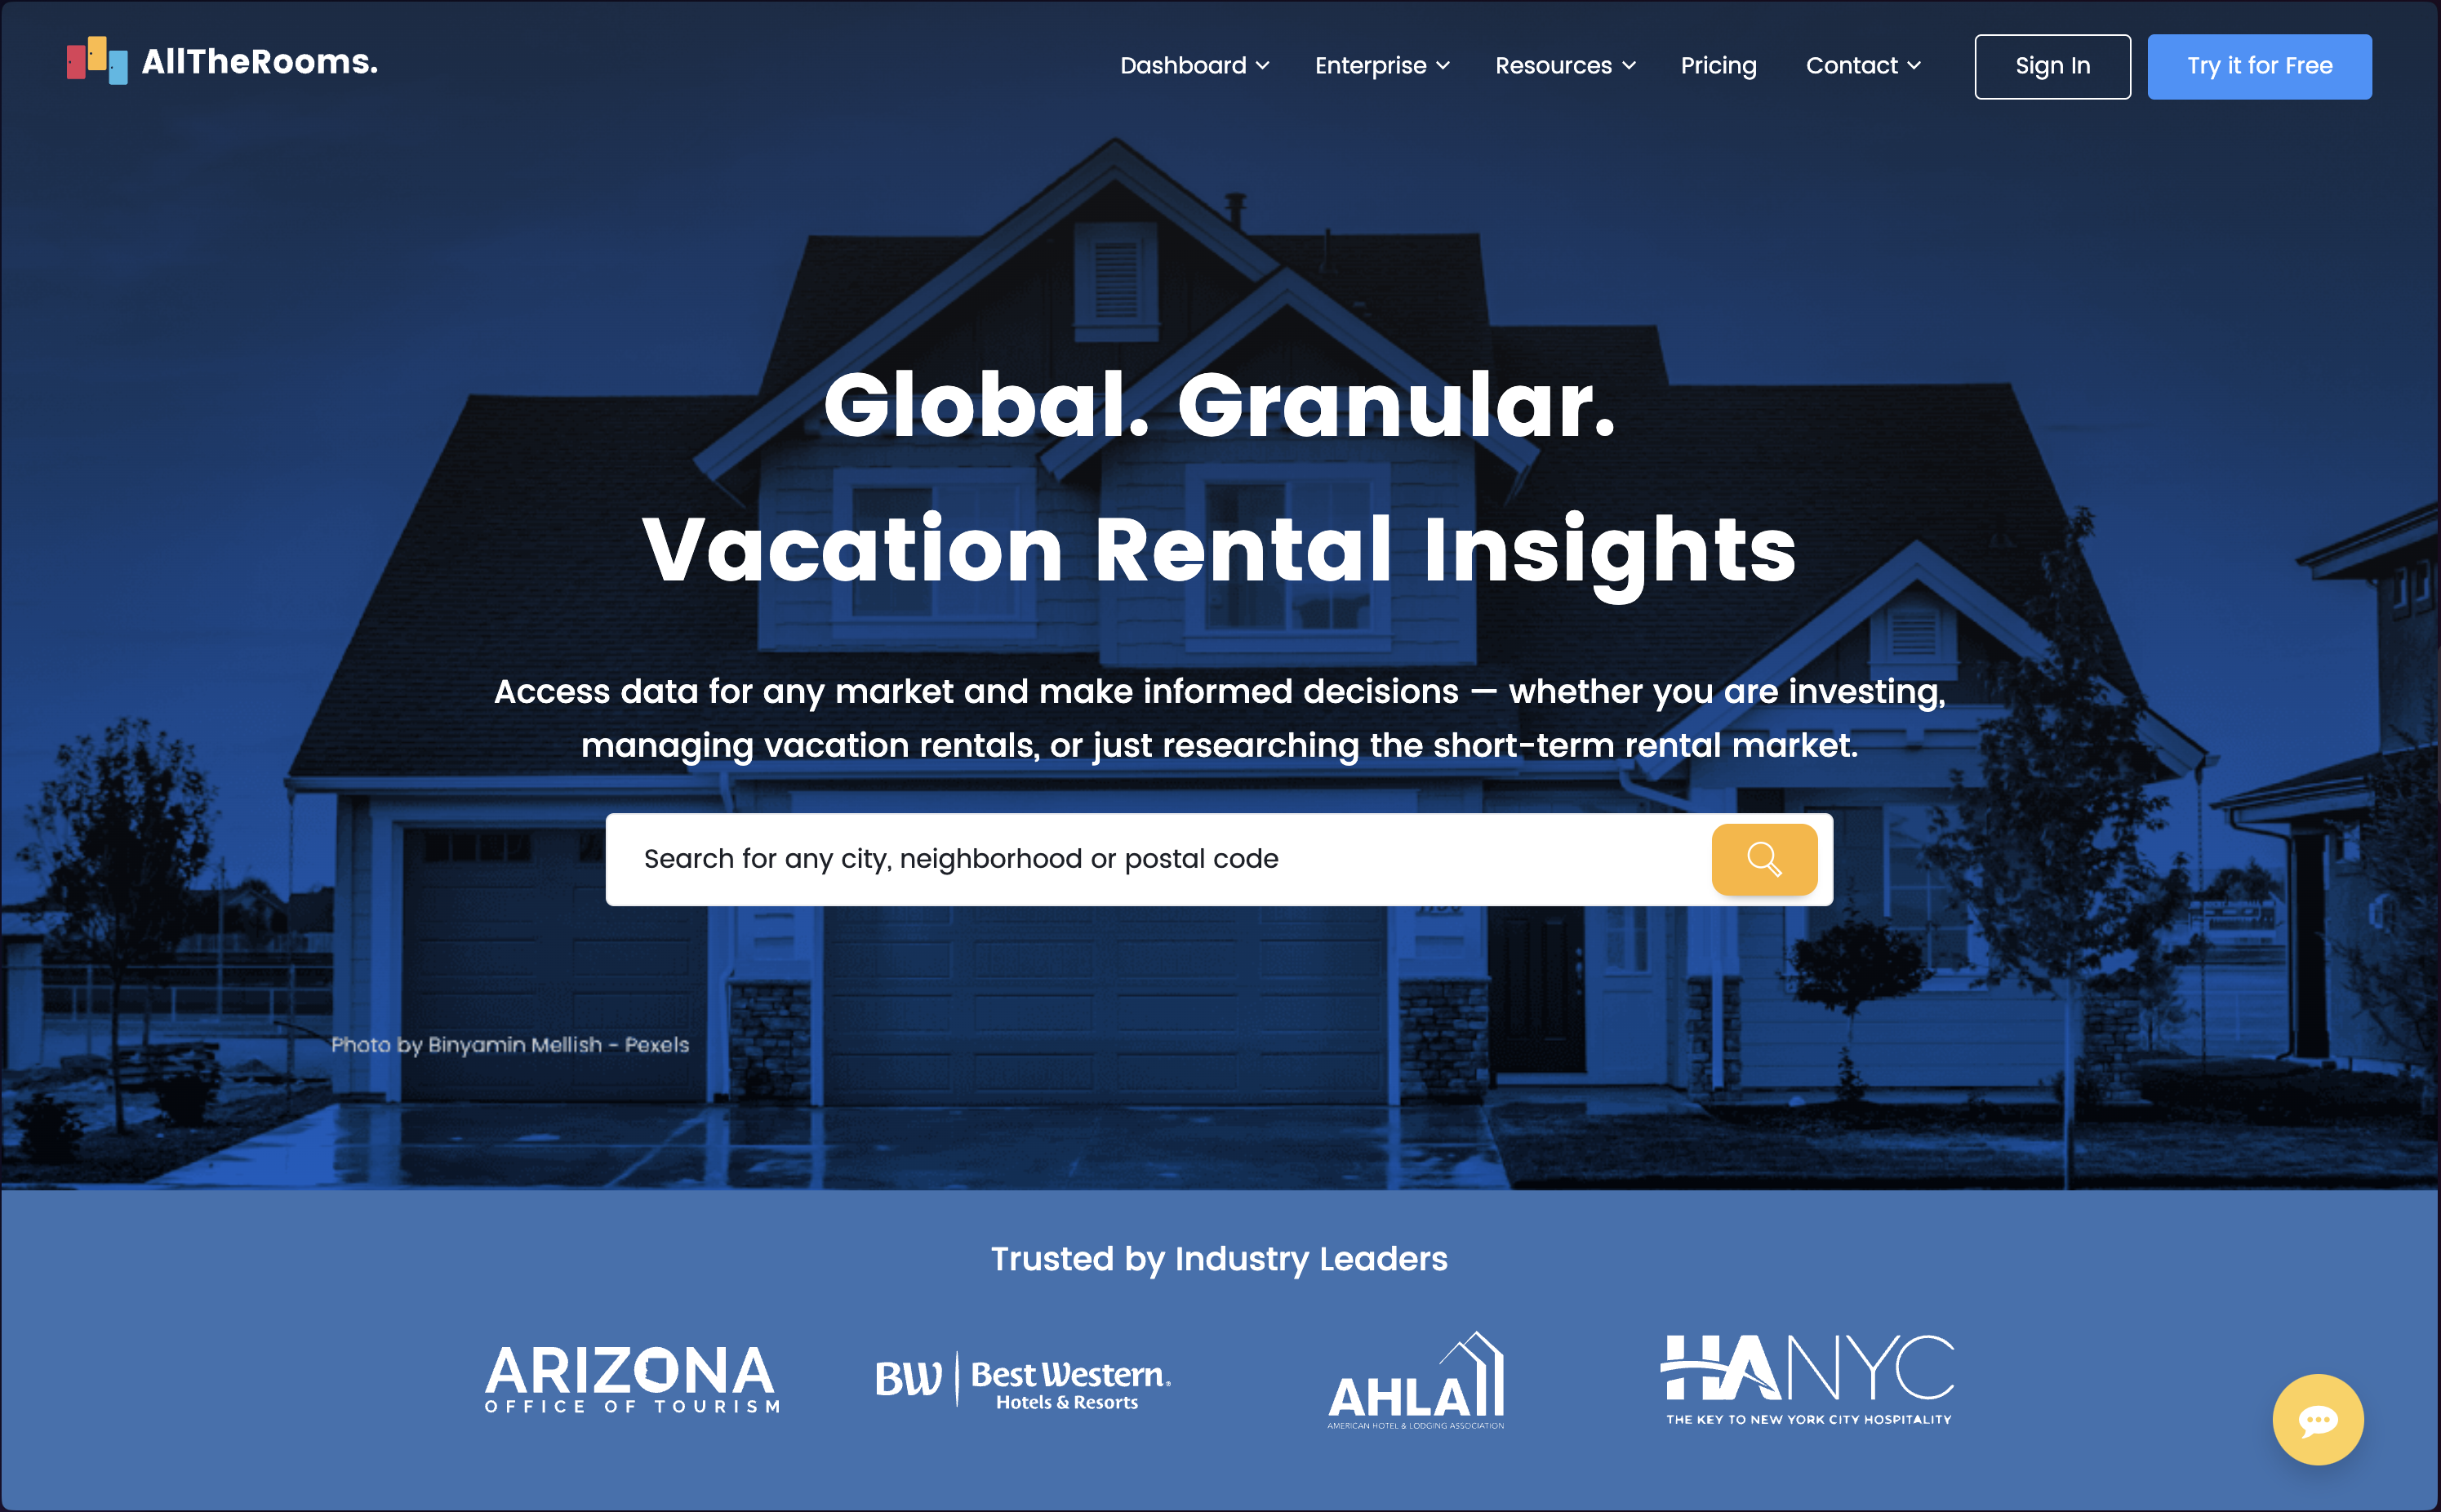 AllTheRooms.
Dashboard Enterprise Resources Pricing Contact Sign In Try it for Free
Global. Granular.
Vacation Rental Insights
Access data for any market and make informed decisions — whether you are investing,
managing vacation rentals, or just researching the short-term rental market.
Search for any city, neighborhood or postal code
Photo by Binyamin Mellish - Pexels
Trusted by Industry Leaders
ARIZONA
OFFICE OF TOURISM
BW Best Western®
Hotels & Resorts
AHLA
AMERICAN HOTEL & LODGING ASSOCIATION
HANYC
THE KEY TO NEW YORK CITY HOSPITALITY